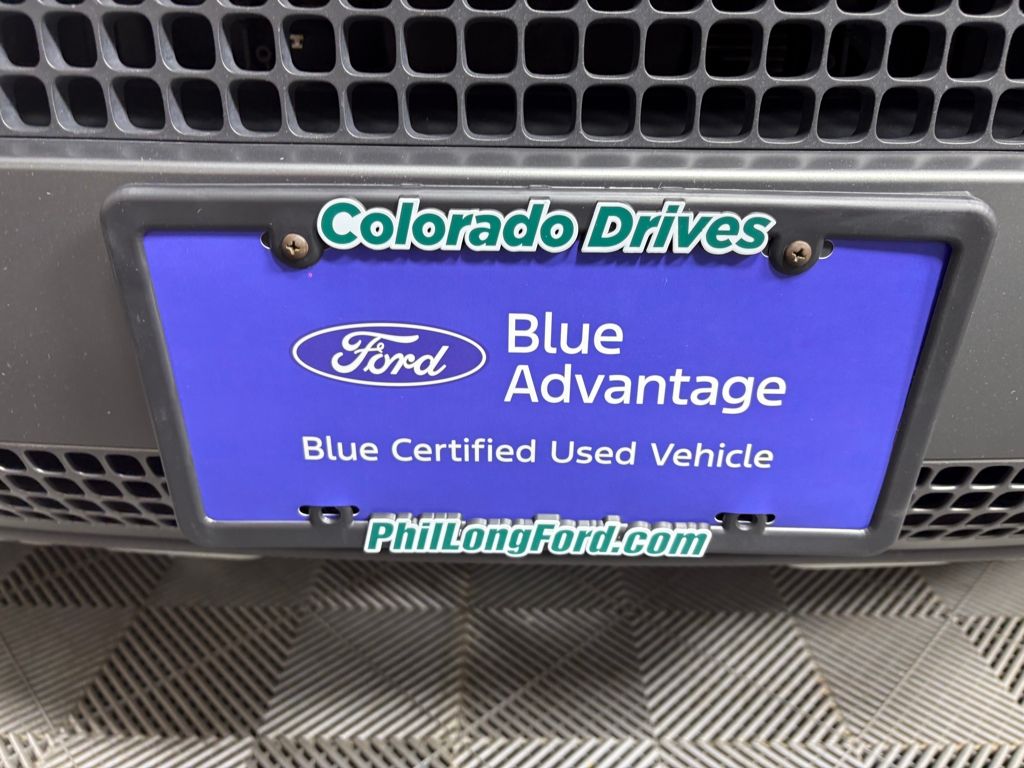 Colorado Drives
Ford
Blue
Advantage
Blue Certified Used Vehicle
PhilLongFord.com